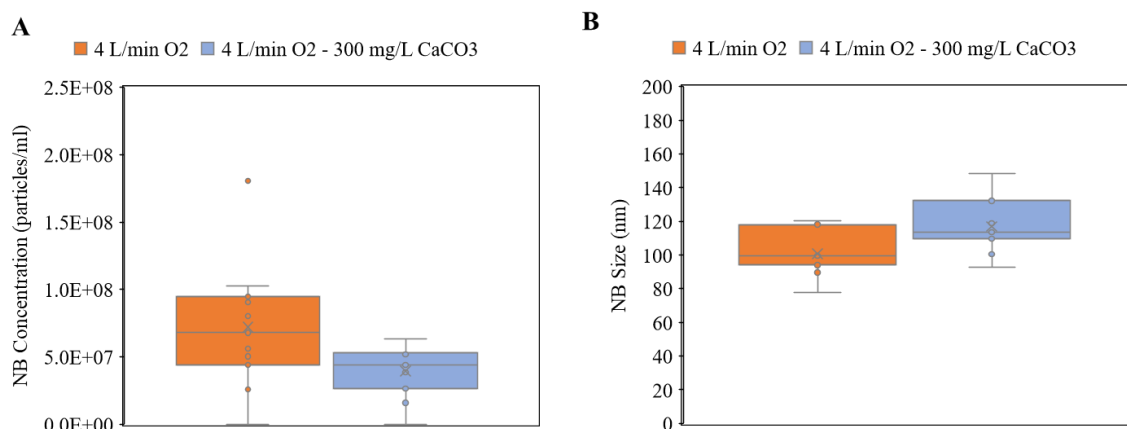 A
4 L/min O2 4 L/min O2 - 300 mg/L CaCO3
NB Concentration (particles/ml)
2.5E+08
2.0E+08
1.5E+08
1.0E+08
5.0E+07
0.0E+00
B
4 L/min O2 4 L/min O2 - 300 mg/L CaCO3
NB Size (nm)
200
180
160
140
120
100
80
60
40
20
0